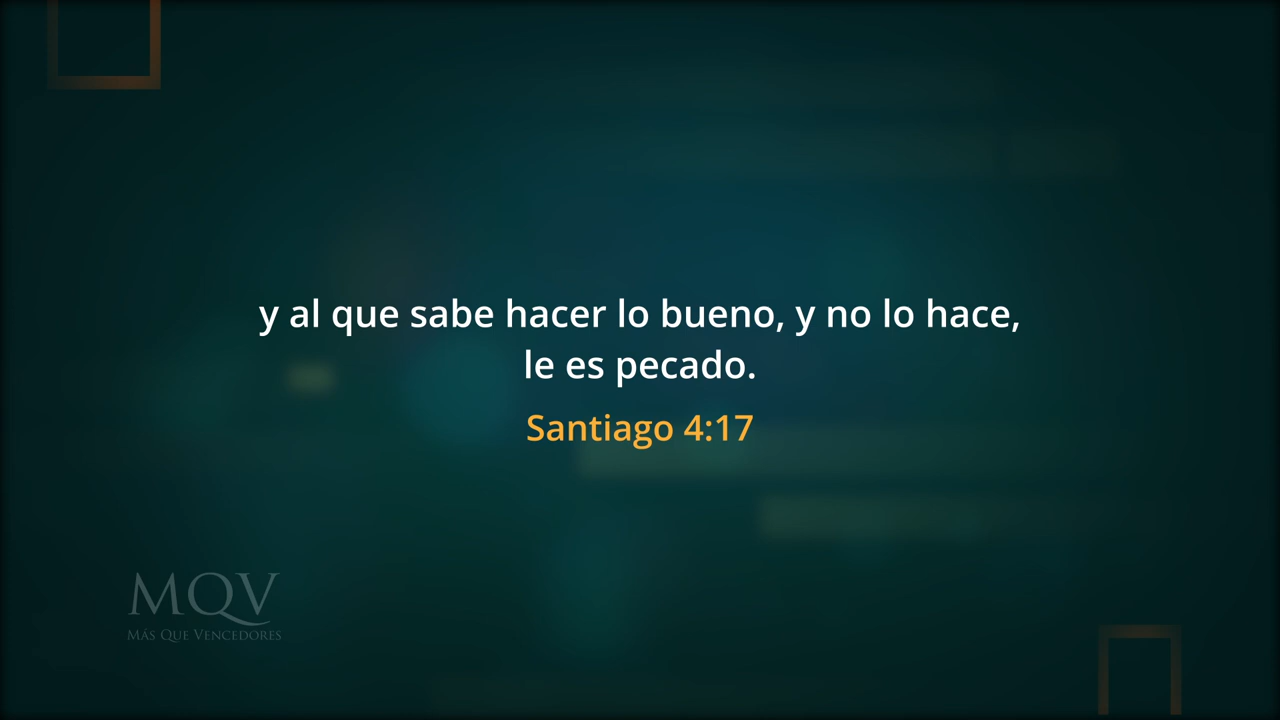 y al que sabe hacer lo bueno, y no lo hace,
le es pecado.
Santiago 4:17
MQV
MÁS QUE VENCEDORES